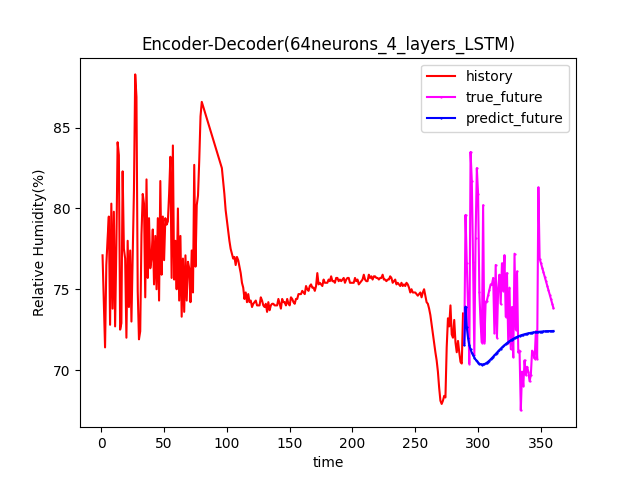 Encoder-Decoder(64neurons_4_layers_LSTM)
history
true_future
predict_future
Relative Humidity(%)
85
80
75
70
0 50 100 150 200 250 300 350
time